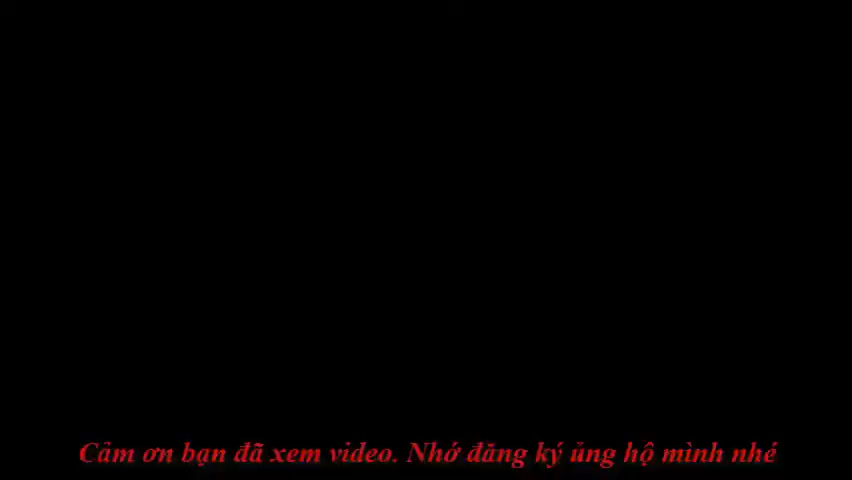 Cảm ơn bạn đã xem video. Nhớ đăng ký ủng hộ mình nhé